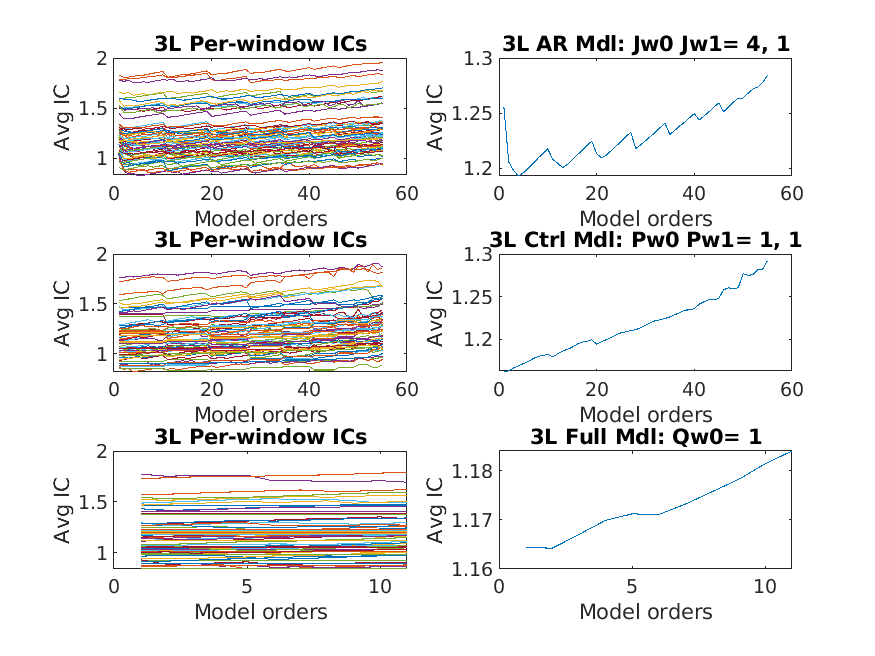 3L Per-window ICs
2
1.5
1
Avg IC
0
20
40
60
Model orders
3L AR Mdl: Jw0 Jw1= 4, 1
1.3
1.25
1.2
Avg IC
0
20
40
60
Model orders
3L Per-window ICs
2
1.5
1
Avg IC
0
20
40
60
Model orders
3L Ctrl Mdl: Pw0 Pw1= 1, 1
1.3
1.25
1.2
Avg IC
0
20
40
60
Model orders
3L Per-window ICs
2
1.5
1
Avg IC
0
5
10
Model orders
3L Full Mdl: Qw0= 1
1.18
1.17
1.16
Avg IC
0
5
10
Model orders